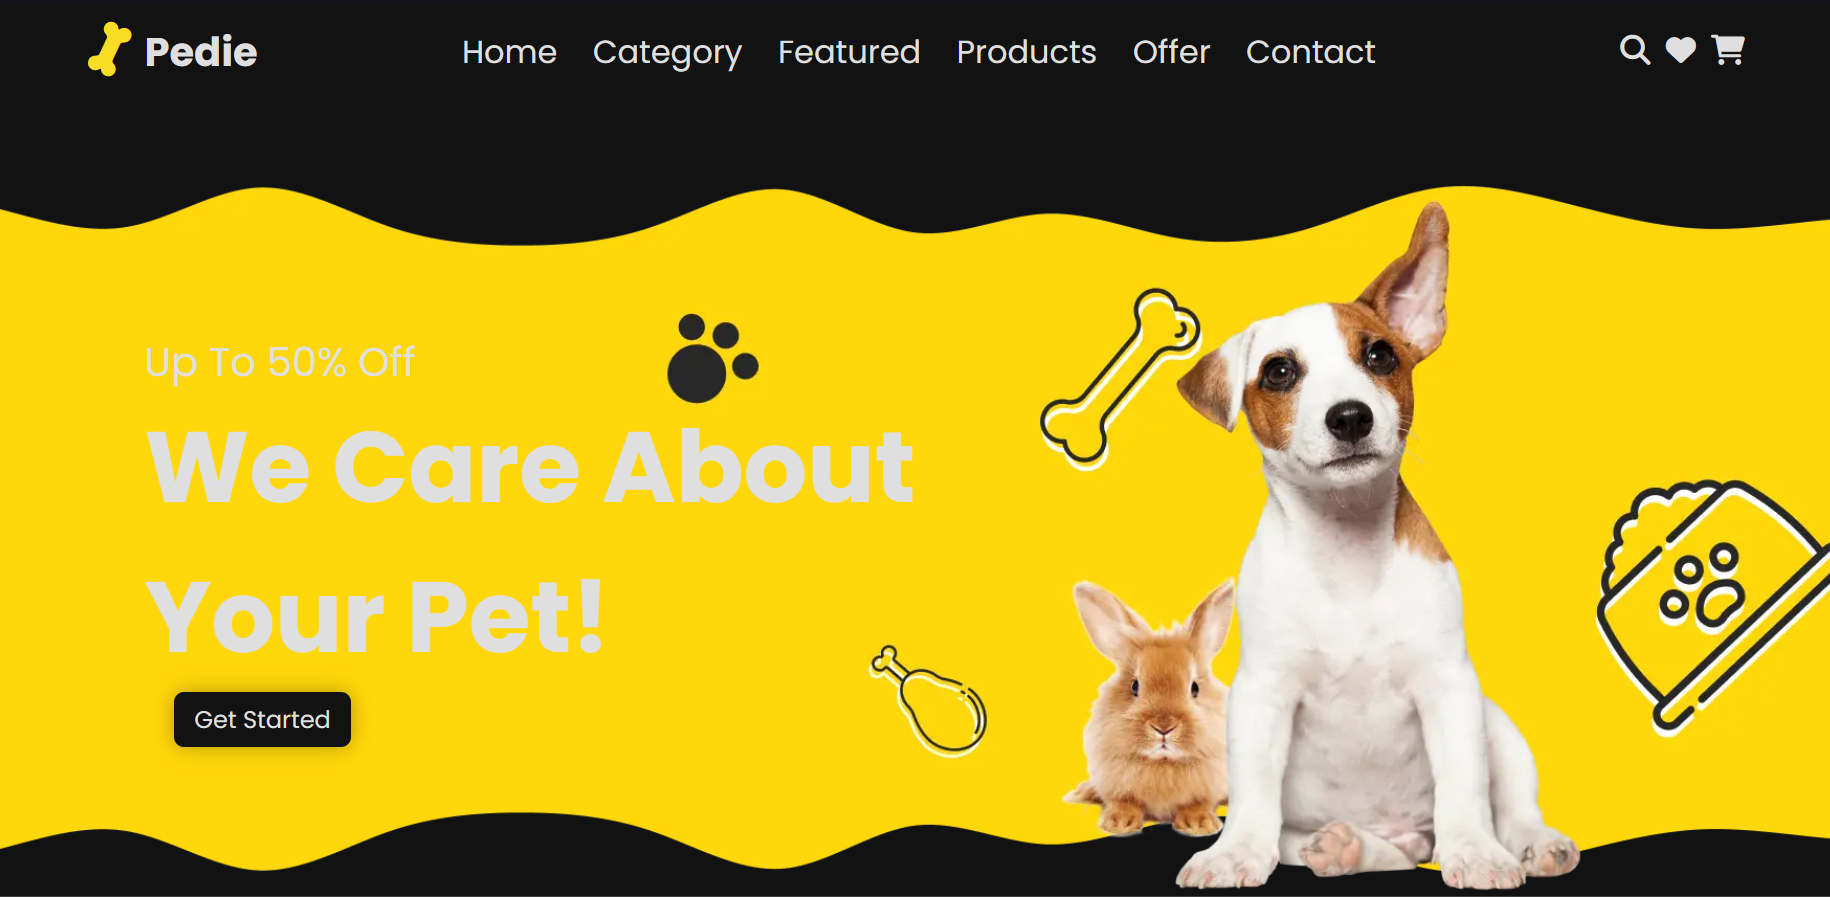 Pedie
Home Category Featured Products Offer Contact
Up To 50% Off
We Care About
Your Pet!
Get Started